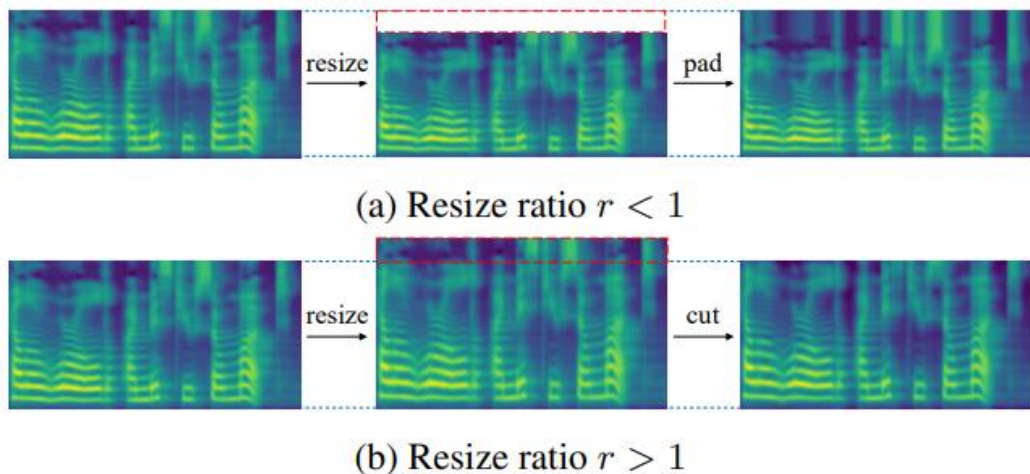 resize
pad
(a) Resize ratio r < 1
resize
cut
(b) Resize ratio r > 1